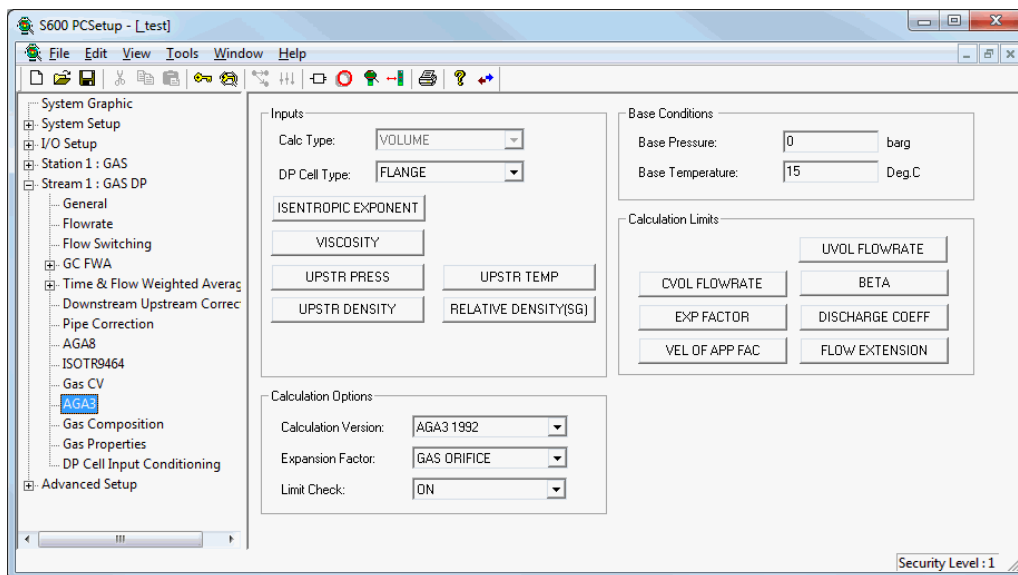 S600 PCSetup - [_test]
File Edit View Tools Window Help
System Graphic
System Setup
I/O Setup
Station 1 : GAS
Stream 1 : GAS DP
General
Flowrate
Flow Switching
GC FWA
Time & Flow Weighted Averag
Downstream Upstream Correc
Pipe Correction
AGA8
ISOTR9464
Gas CV
AGA3
Gas Composition
Gas Properties
DP Cell Input Conditioning
Advanced Setup
Inputs
Calc Type: VOLUME
DP Cell Type: FLANGE
ISENTROPIC EXPONENT
VISCOSITY
UPSTR PRESS UPSTR TEMP
UPSTR DENSITY RELATIVE DENSITY(SG)
Calculation Options
Calculation Version: AGA3 1992
Expansion Factor: GAS ORIFICE
Limit Check: ON
Base Conditions
Base Pressure: 0 barg
Base Temperature: 15 Deg.C
Calculation Limits
UVOL FLOWRATE
CVOL FLOWRATE BETA
EXP FACTOR DISCHARGE COEFF
VEL OF APP FAC FLOW EXTENSION
Security Level : 1